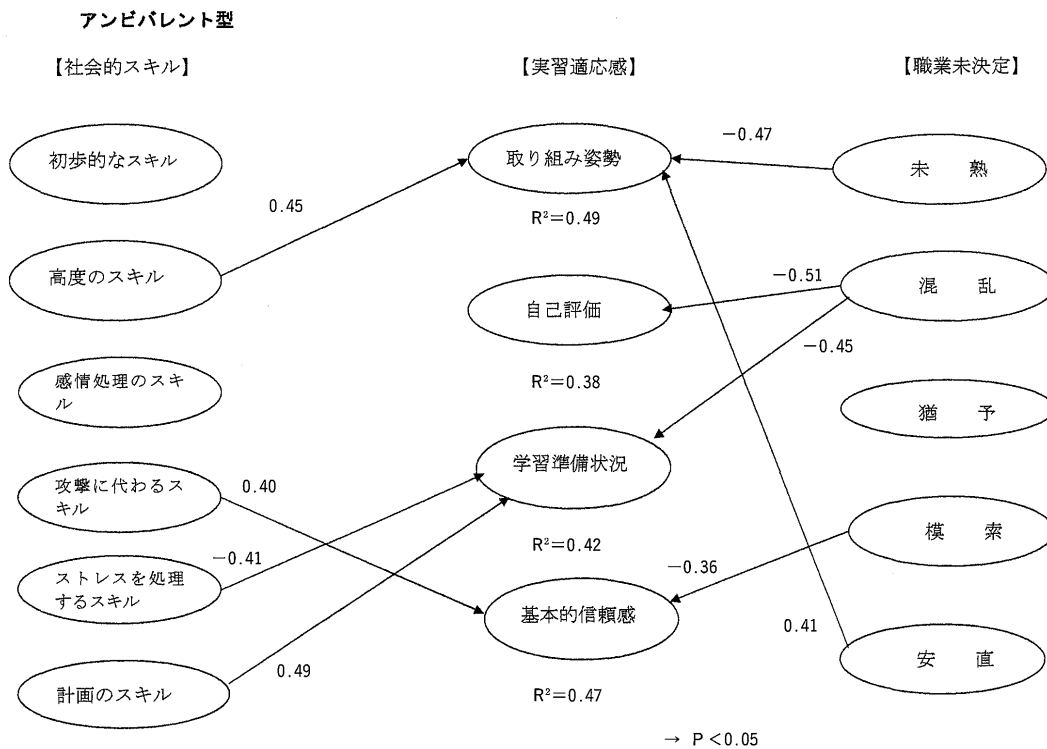 アンビバレント型
【社会的スキル】
【実習適応感】
【職業未決定】
初歩的なスキル
高度のスキル
感情処理のスキ
ル
攻撃に代わるス
キル
ストレスを処理
するスキル
計画のスキル
0.45
0.40
−0.41
0.49
取り組み姿勢
R²＝0.49
自己評価
R²＝0.38
学習準備状況
R²＝0.42
基本的信頼感
R²＝0.47
−0.47
−0.51
−0.45
−0.36
0.41
未　熟
混　乱
猶　予
模　索
安　直
→ P＜0.05